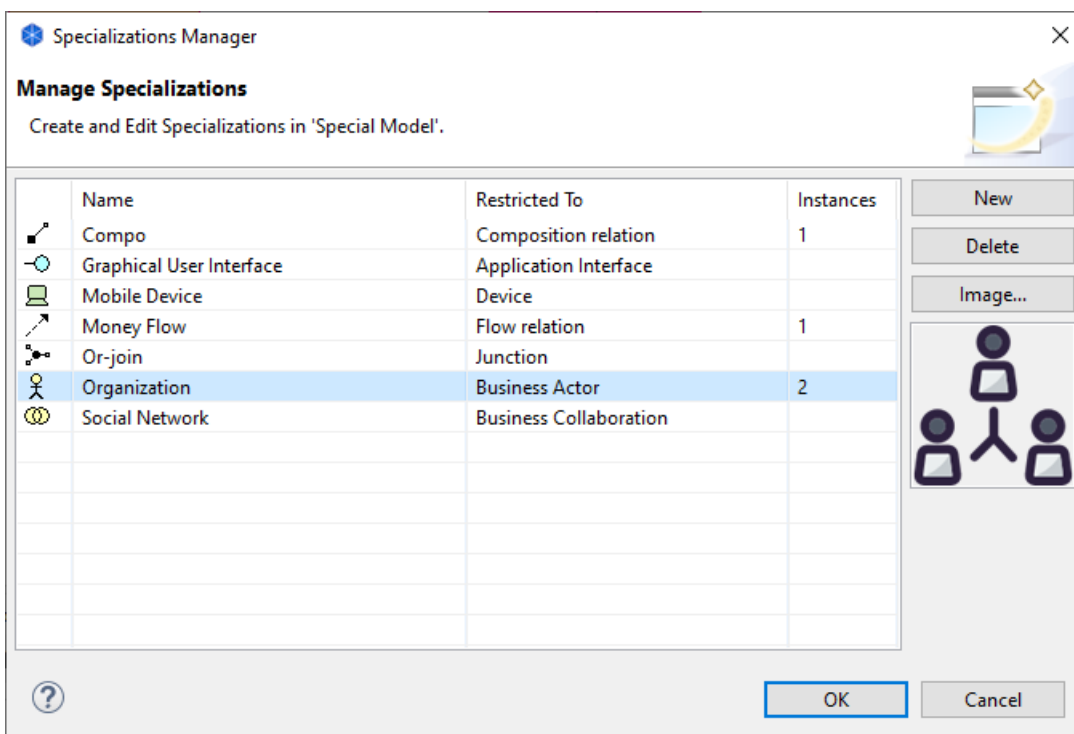 Specializations Manager
Manage Specializations
Create and Edit Specializations in 'Special Model'.
Name Restricted To Instances
Compo Composition relation 1
Graphical User Interface Application Interface
Mobile Device Device
Money Flow Flow relation 1
Or-join Junction
Organization Business Actor 2
Social Network Business Collaboration
New
Delete
Image...
OK Cancel